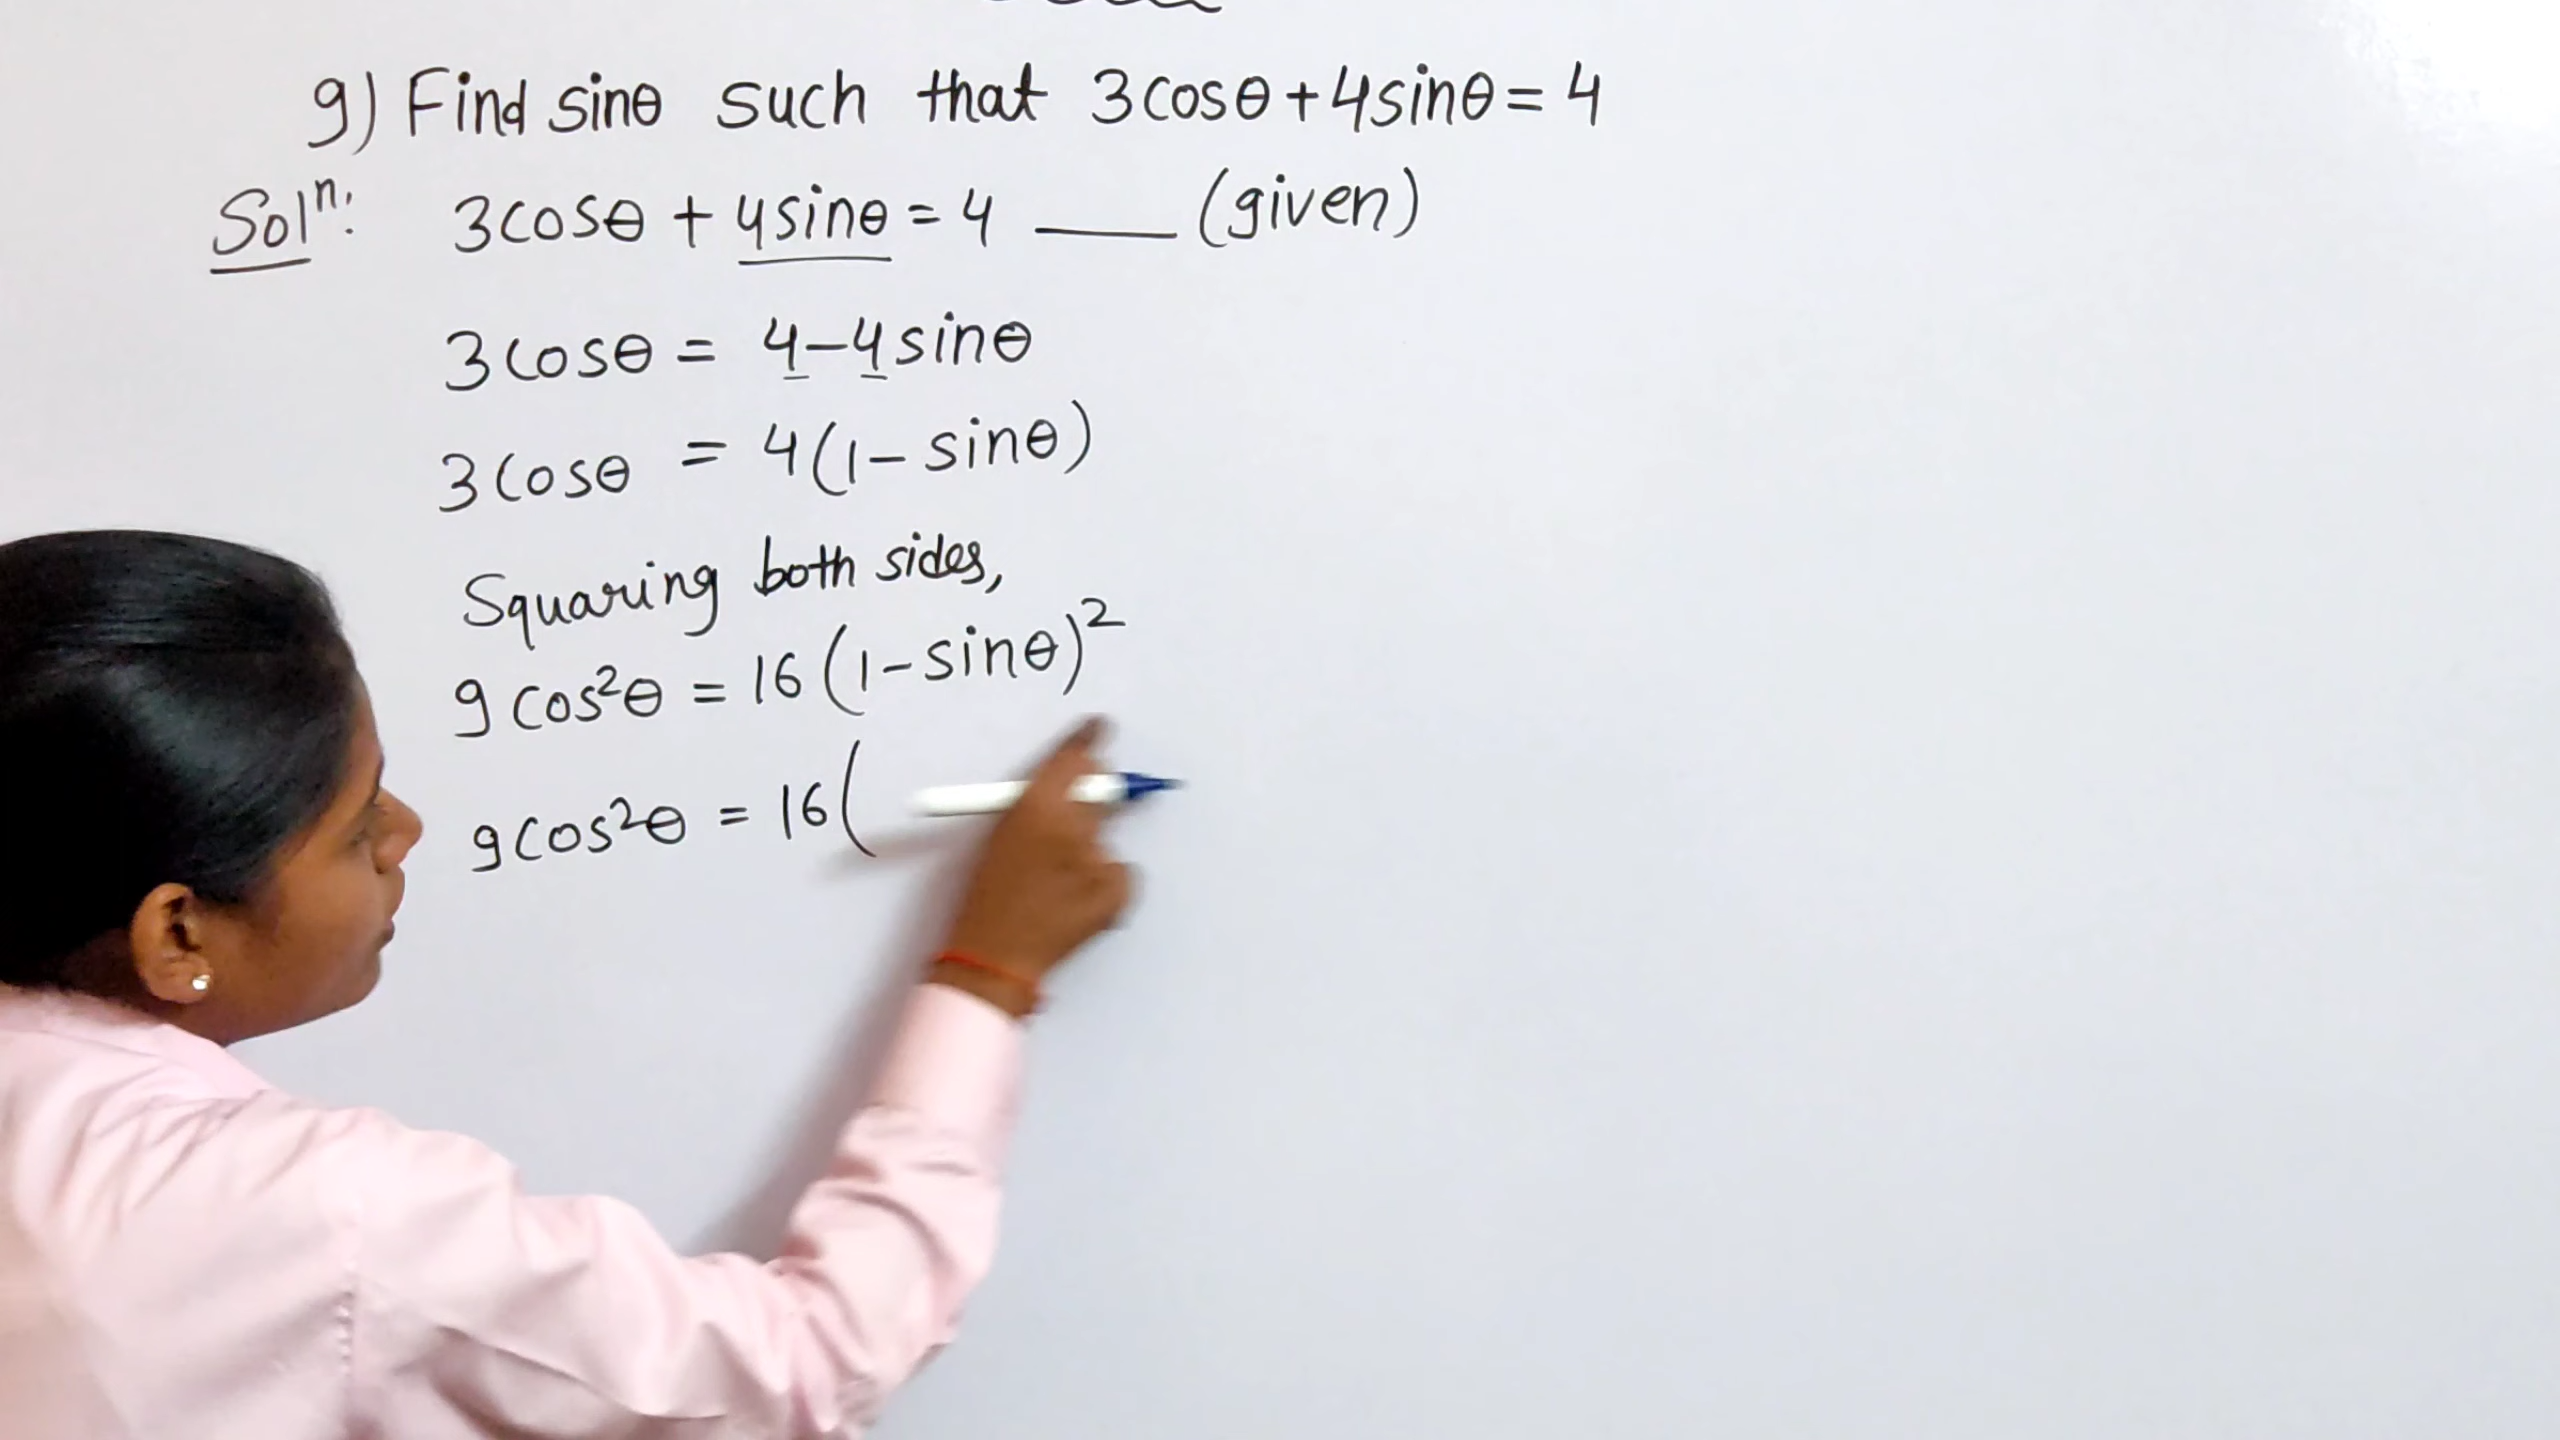 9) Find sinθ such that 3cosθ+4sinθ= 4
Solⁿ: 3cosθ + 4sinθ = 4 ___ (given)
3cosθ = 4-4sinθ
3cosθ = 4(1-sinθ)
Squaring both sides,
9cos²θ = 16(1-sinθ)²
9cos²θ = 16(